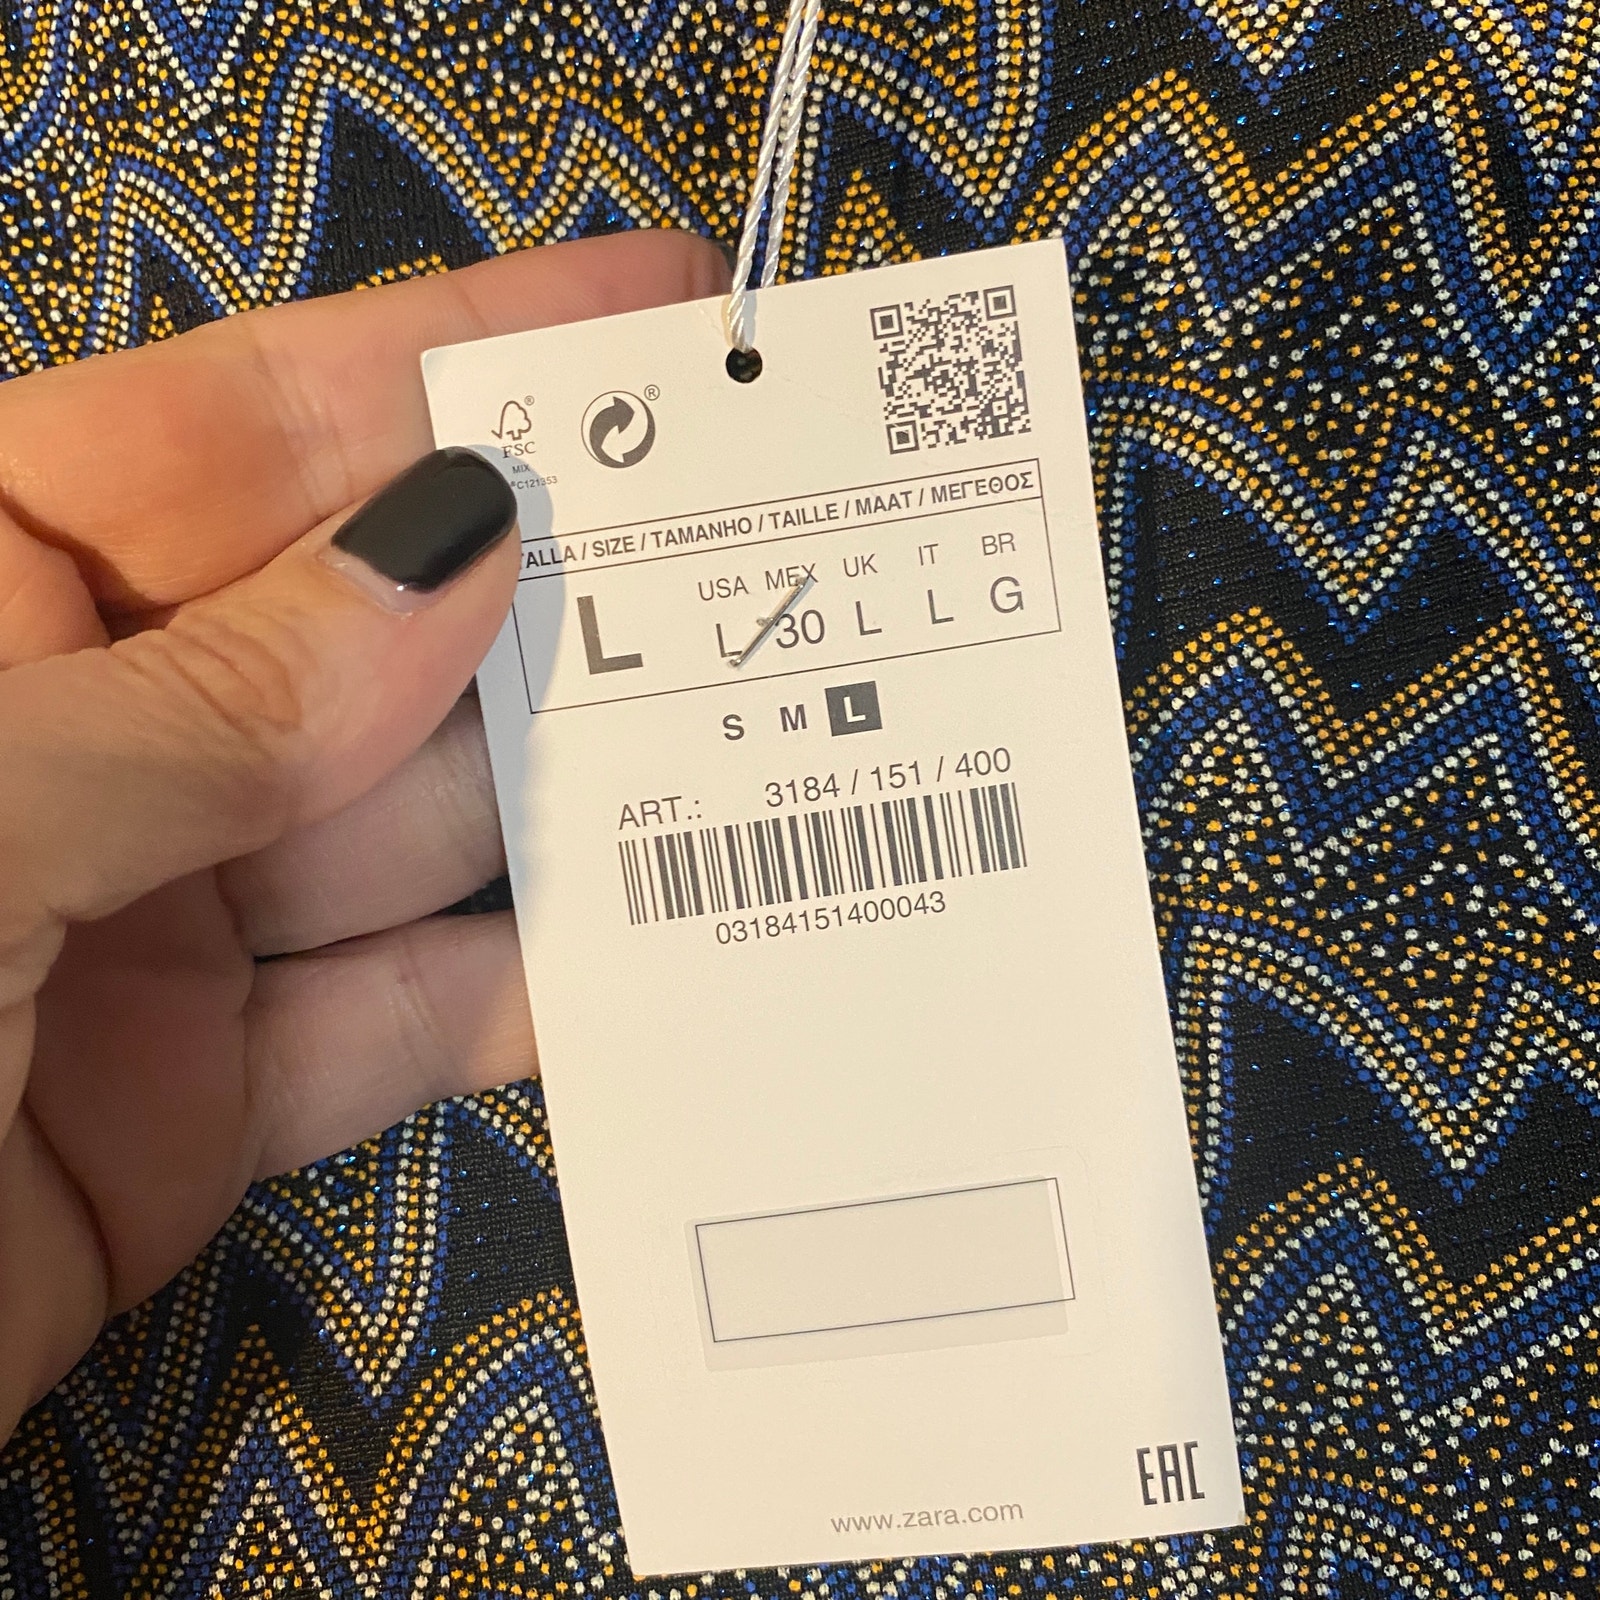 ®
FSC
MIX
®C121353
®
TALLA / SIZE / TAMANHO / TAILLE / MAAT / ΜΕΓΕΘΟΣ
USA MEX UK IT BR
L L 30 L L G
S M L
ART.: 3184 / 151 / 400
03184151400043
EAC
www.zara.com